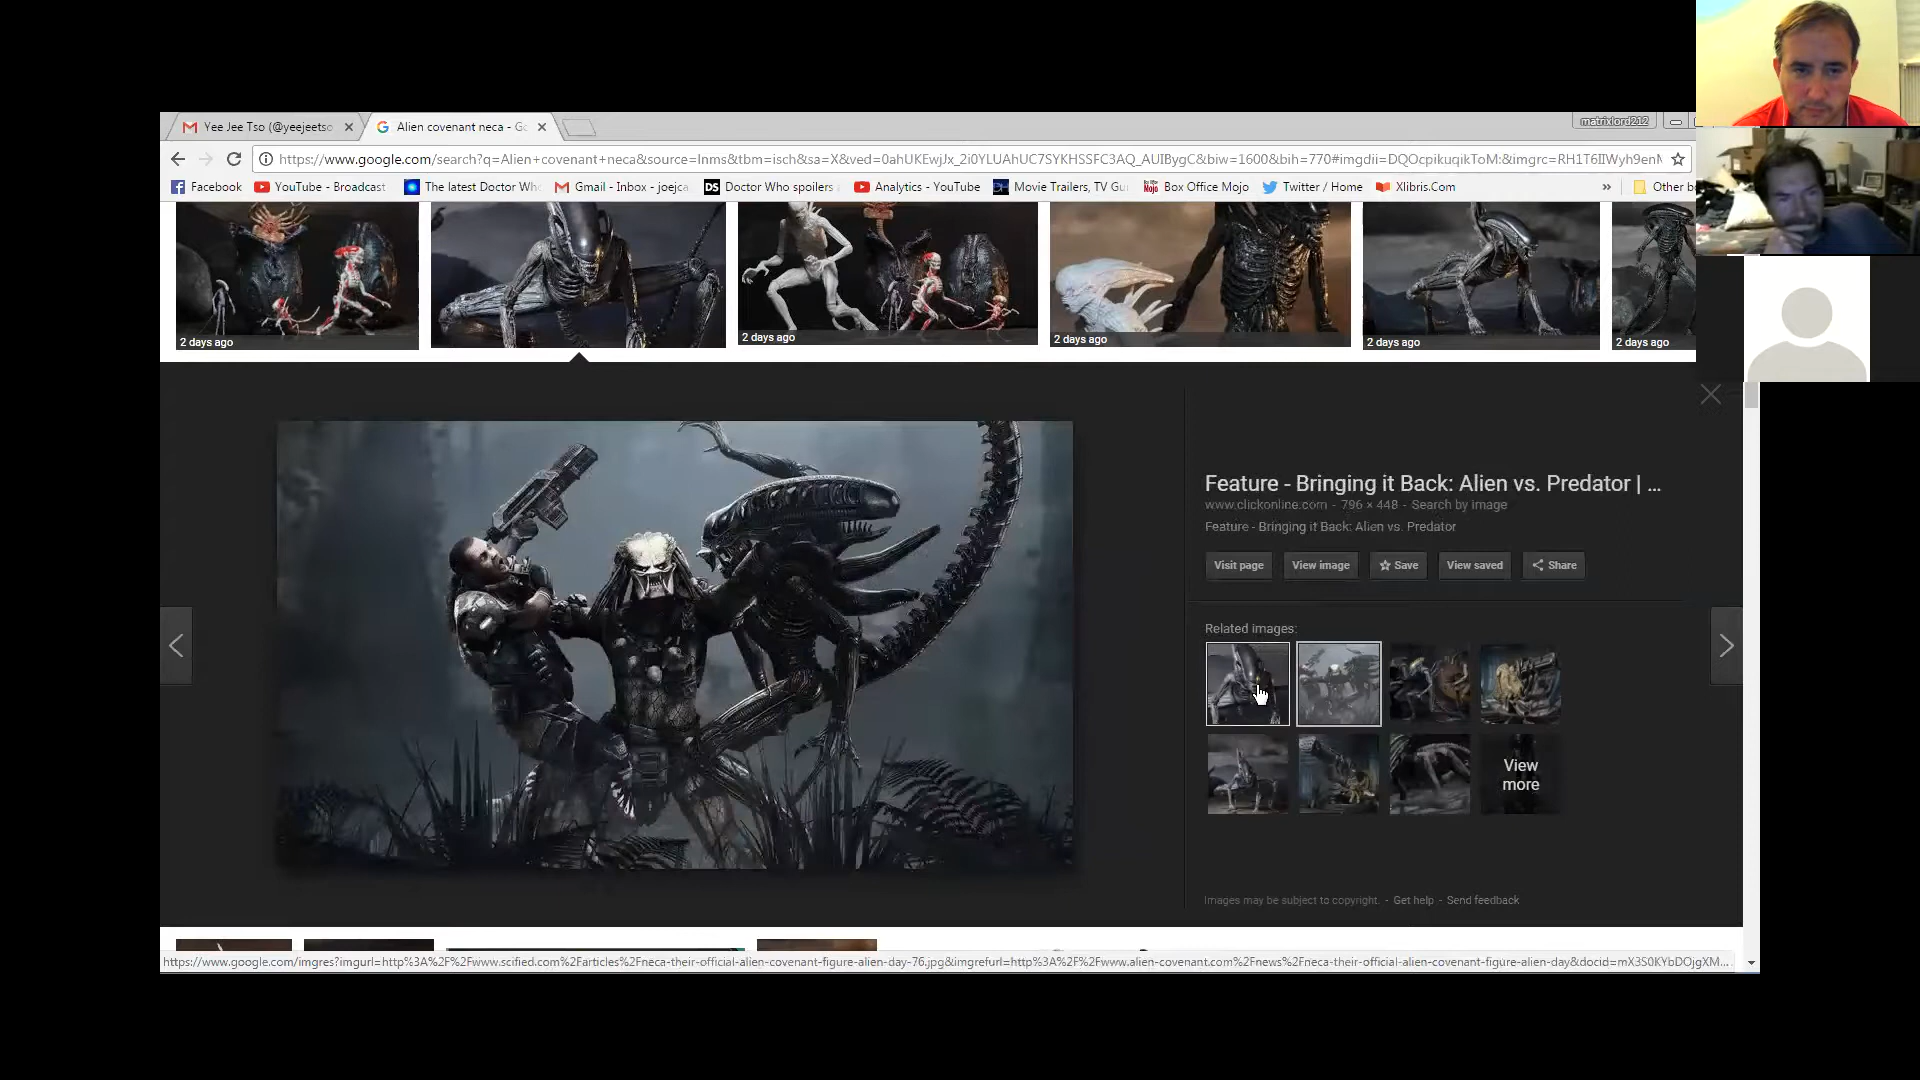 Yee Jee Tso (@yeejeetso
Alien covenant neca - Go
matrixlord212
https://www.google.com/search?q=Alien+covenant+neca&source=lnms&tbm=isch&sa=X&ved=0ahUKEwjJx_2i0YLUAhUC7SYKHSSFC3AQ_AUIBygC&biw=1600&bih=770#imgdii=DQOcpikuqikToM:&imgrc=RH1T6IIWyh9enM
Facebook
YouTube - Broadcast
The latest Doctor Who
Gmail - Inbox - joejca
DS Doctor Who spoilers
Analytics - YouTube
Movie Trailers, TV Gu
Box Office Mojo
Twitter / Home
Xlibris.Com
»
Other b
2 days ago
2 days ago
2 days ago
2 days ago
2 days ago
Feature - Bringing it Back: Alien vs. Predator | ...
www.clickonline.com - 796 × 448 - Search by image
Feature - Bringing it Back: Alien vs. Predator
Visit page
View image
Save
View saved
Share
Related images:
View
more
Images may be subject to copyright. - Get help - Send feedback
https://www.google.com/imgres?imgurl=http%3A%2F%2Fwww.scified.com%2Farticles%2Fneca-their-official-alien-covenant-figure-alien-day-76.jpg&imgrefurl=http%3A%2F%2Fwww.alien-covenant.com%2Fnews%2Fneca-their-official-alien-covenant-figure-alien-day&docid=mX3S0KYbDOjgXM...